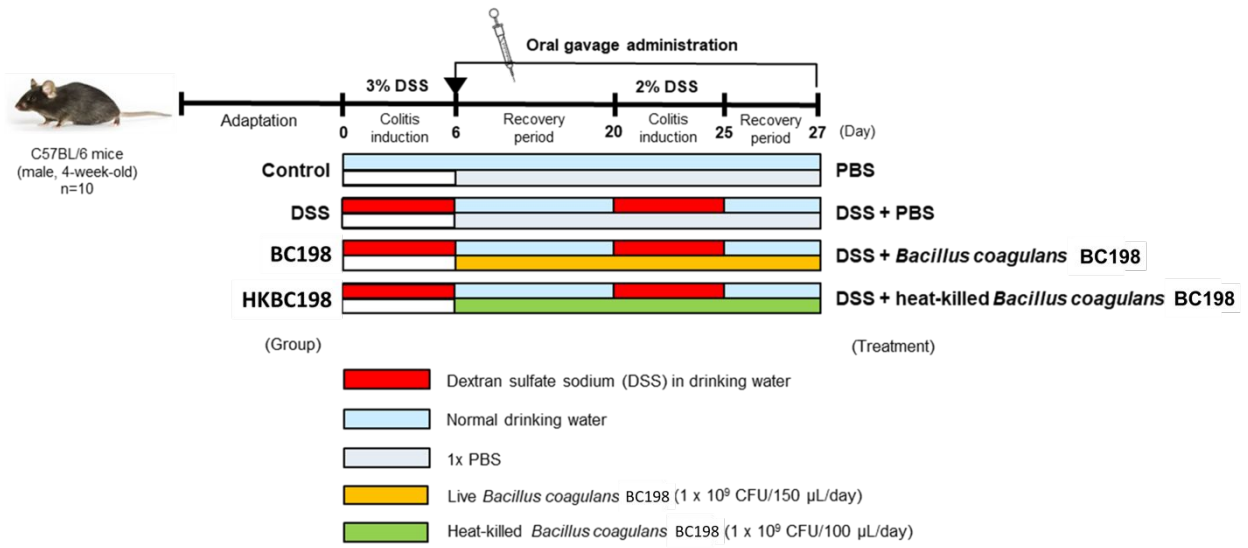 Oral gavage administration
3% DSS
2% DSS
Adaptation
Colitis
induction
Recovery
period
Colitis
induction
Recovery
period
0
6
20
25
27
(Day)
C57BL/6 mice
(male, 4-week-old)
n=10
Control
PBS
DSS
DSS + PBS
BC198
DSS + Bacillus coagulans BC198
HKBC198
DSS + heat-killed Bacillus coagulans BC198
(Group)
(Treatment)
Dextran sulfate sodium (DSS) in drinking water
Normal drinking water
1x PBS
Live Bacillus coagulans BC198 (1 x 10⁹ CFU/150 µL/day)
Heat-killed Bacillus coagulans BC198 (1 x 10⁹ CFU/100 µL/day)